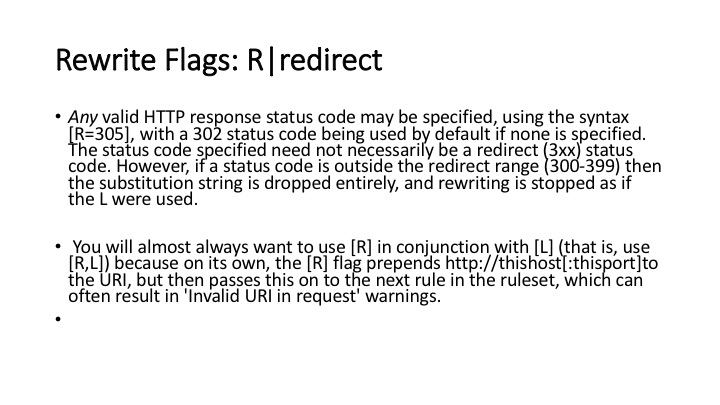 Rewrite Flags: R|redirect
• Any valid HTTP response status code may be specified, using the syntax
[R=305], with a 302 status code being used by default if none is specified.
The status code specified need not necessarily be a redirect (3xx) status
code. However, if a status code is outside the redirect range (300-399) then
the substitution string is dropped entirely, and rewriting is stopped as if
the L were used.
• You will almost always want to use [R] in conjunction with [L] (that is, use
[R,L]) because on its own, the [R] flag prepends http://thishost[:thisport]to
the URI, but then passes this on to the next rule in the ruleset, which can
often result in 'Invalid URI in request' warnings.
•